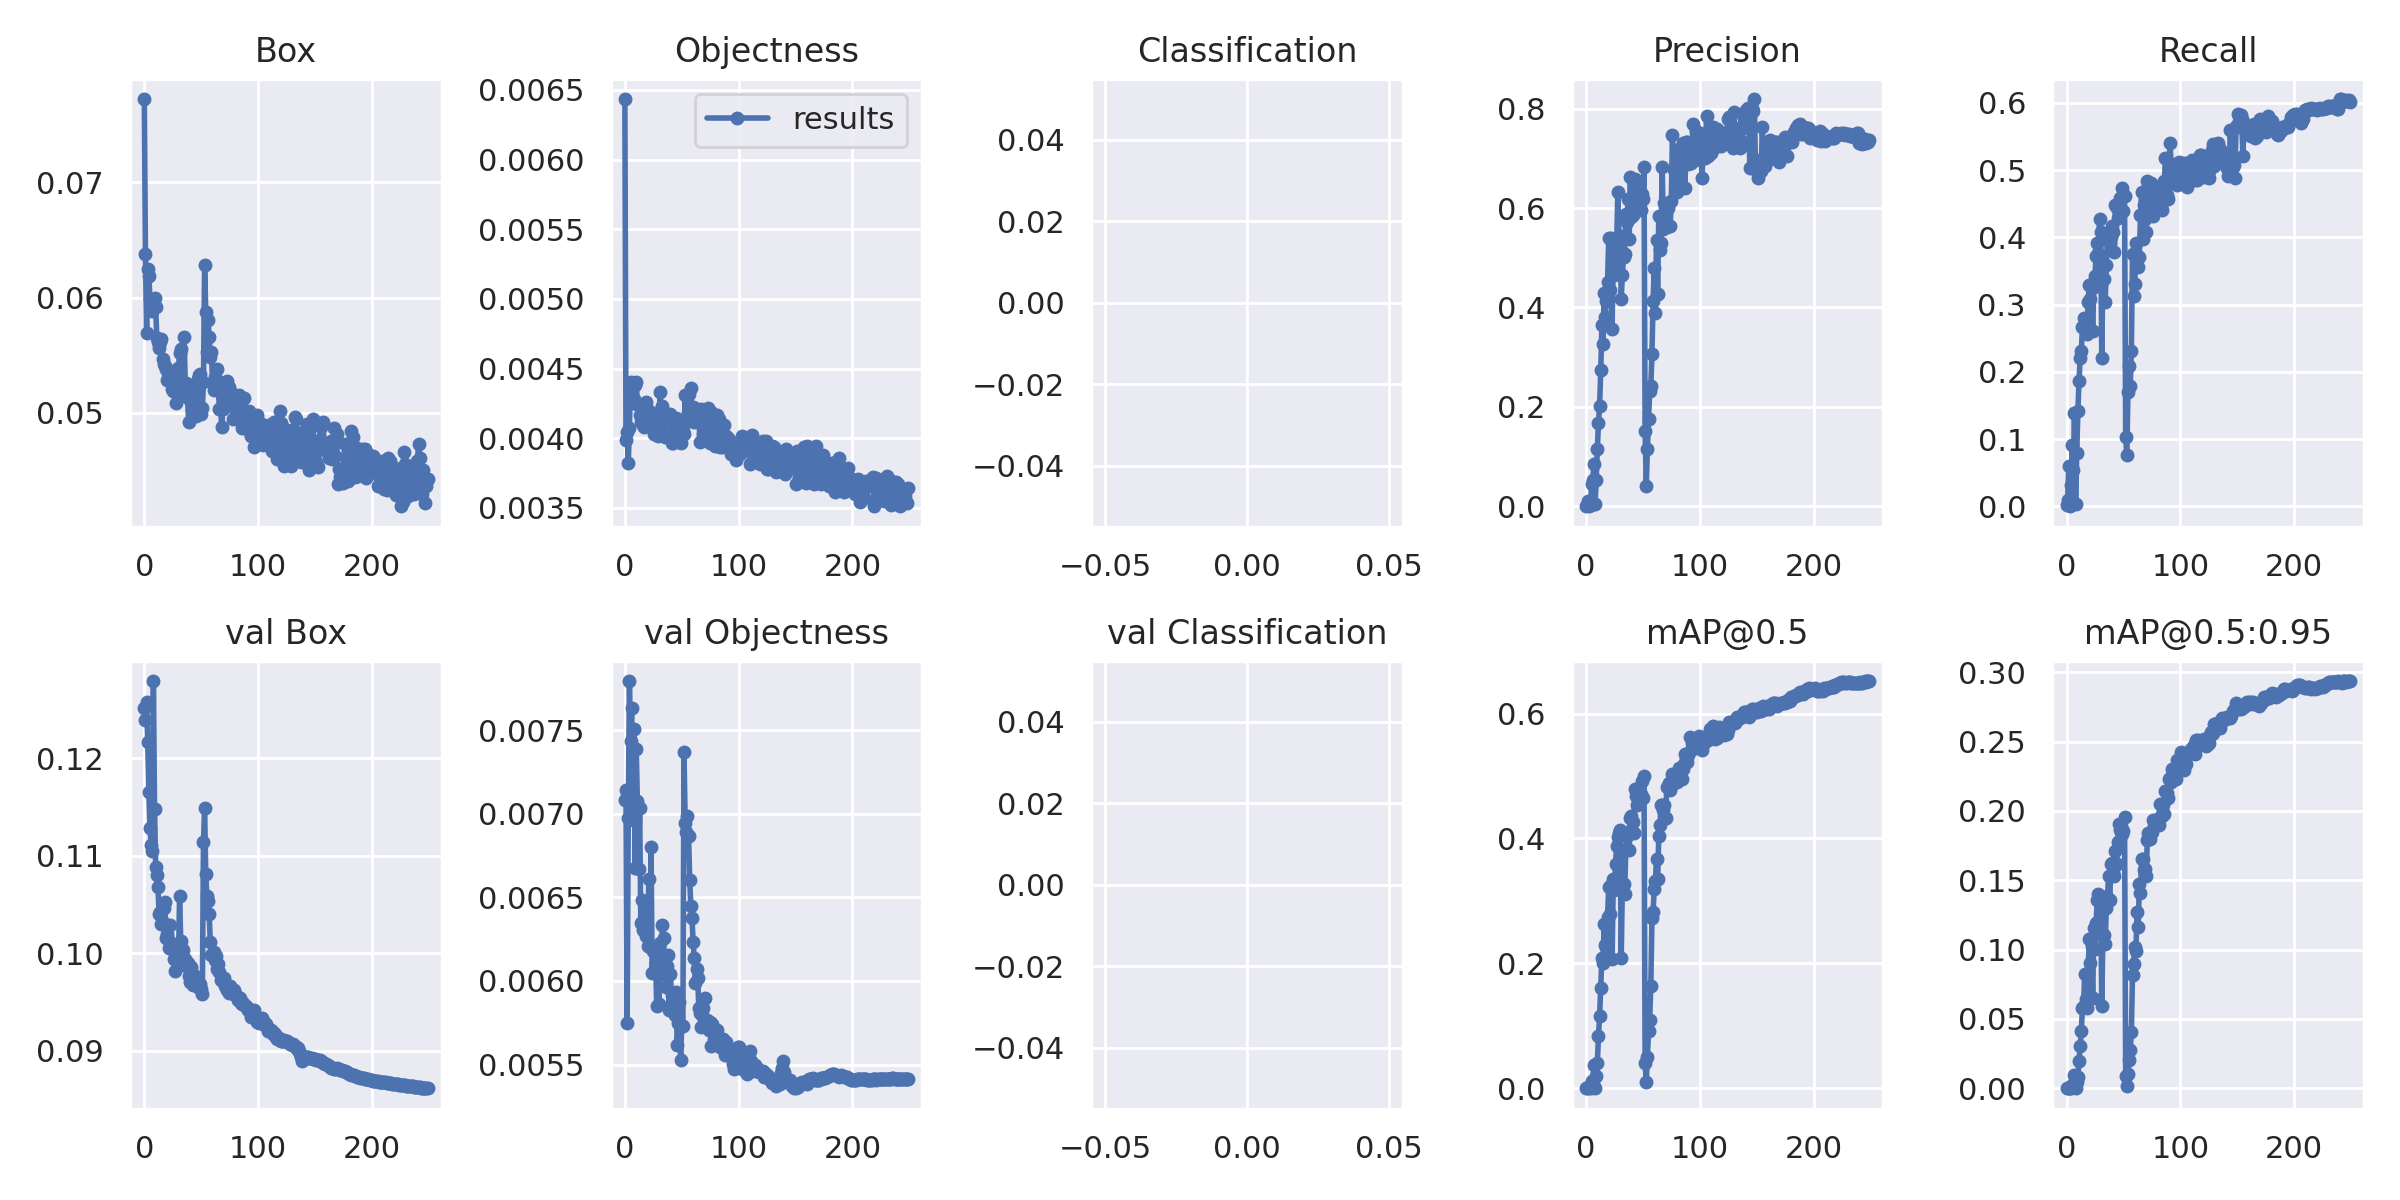 Box
Objectness
Classification
Precision
Recall
0.07
0.06
0.05
0 100 200
0.0065
0.0060
0.0055
0.0050
0.0045
0.0040
0.0035
results
0 100 200
0.04
0.02
0.00
−0.02
−0.04
−0.05 0.00 0.05
0.8
0.6
0.4
0.2
0.0
0 100 200
0.6
0.5
0.4
0.3
0.2
0.1
0.0
0 100 200
val Box
val Objectness
val Classification
mAP@0.5
mAP@0.5:0.95
0.12
0.11
0.10
0.09
0 100 200
0.0075
0.0070
0.0065
0.0060
0.0055
0 100 200
0.04
0.02
0.00
−0.02
−0.04
−0.05 0.00 0.05
0.6
0.4
0.2
0.0
0 100 200
0.30
0.25
0.20
0.15
0.10
0.05
0.00
0 100 200